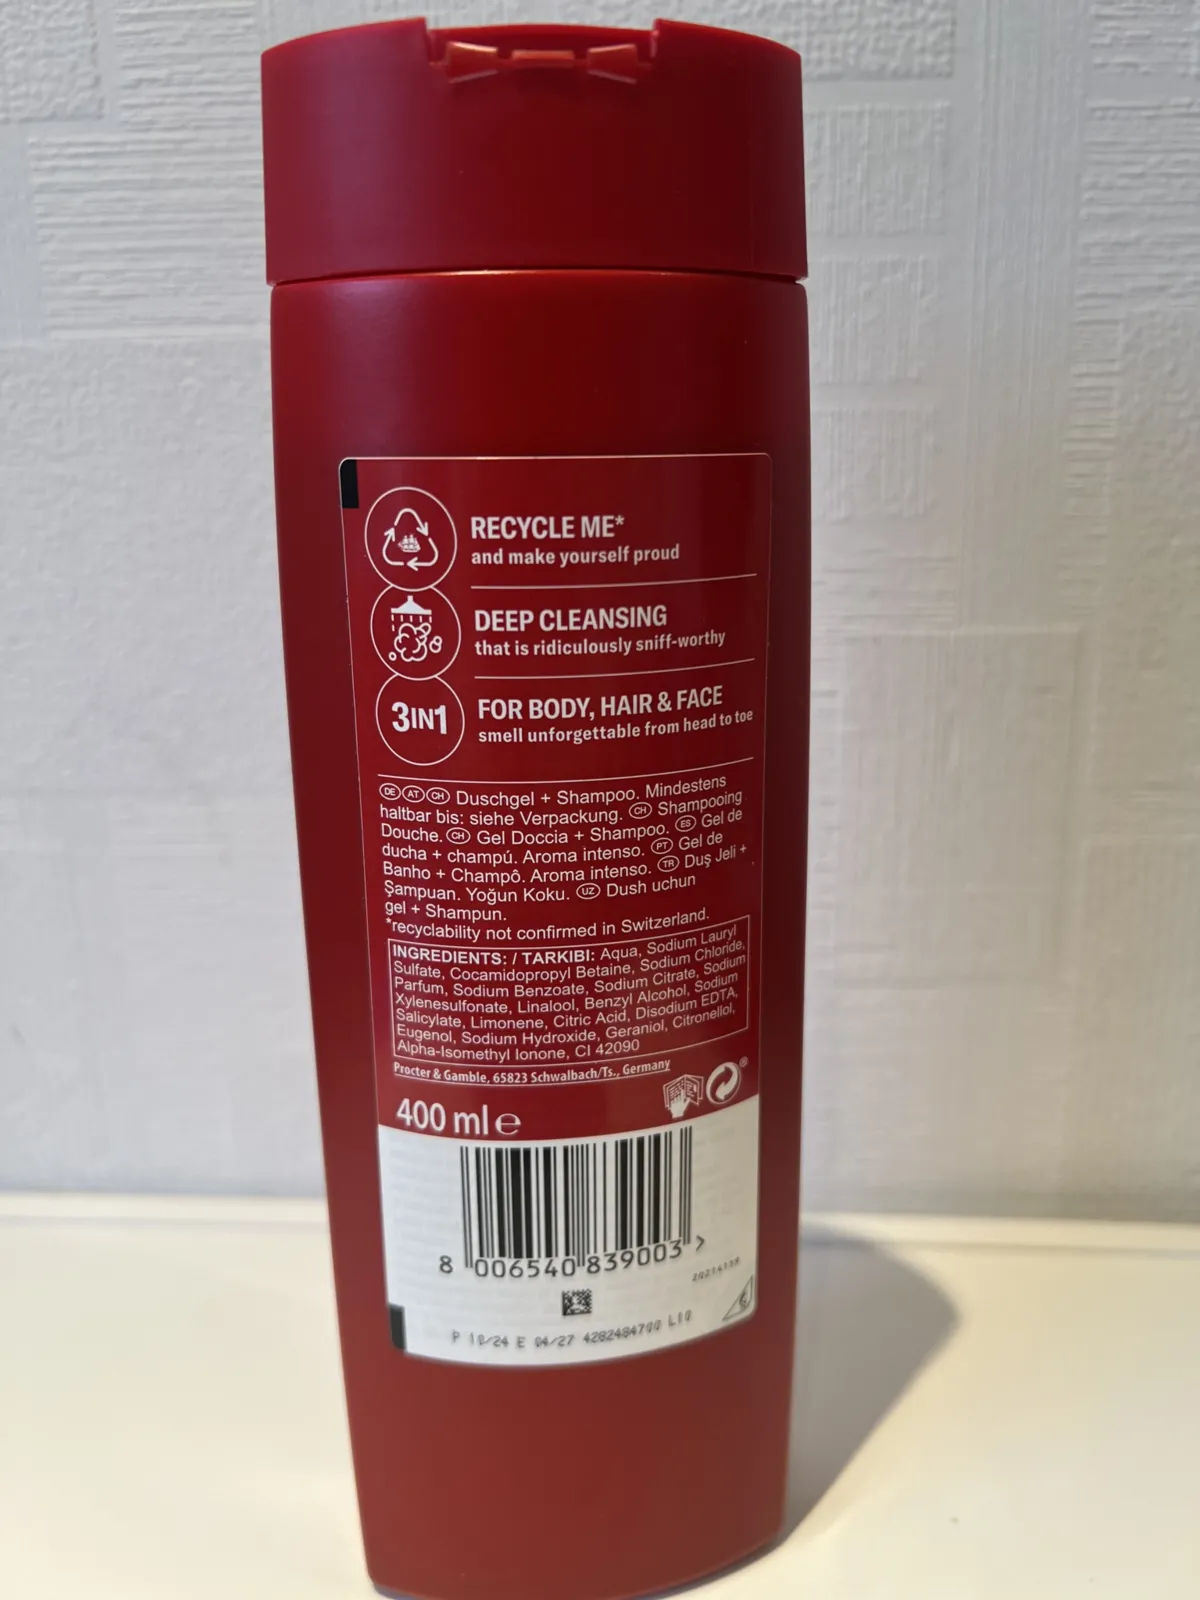 RECYCLE ME*
and make yourself proud
DEEP CLEANSING
that is ridiculously sniff-worthy
3IN1
FOR BODY, HAIR & FACE
smell unforgettable from head to toe
DE AT CH Duschgel + Shampoo. Mindestens
haltbar bis: siehe Verpackung. CH Shampooing
Douche. CH Gel Doccia + Shampoo. ES Gel de
ducha + champú. Aroma intenso. PT Gel de
Banho + Champô. Aroma intenso. TR Duş Jeli +
Şampuan. Yoğun Koku. UZ Dush uchun
gel + Shampun.
*recyclability not confirmed in Switzerland.
INGREDIENTS: / TARKIBI: Aqua, Sodium Lauryl
Sulfate, Cocamidopropyl Betaine, Sodium Chloride,
Parfum, Sodium Benzoate, Sodium Citrate, Sodium
Xylenesulfonate, Linalool, Benzyl Alcohol, Sodium
Salicylate, Limonene, Citric Acid, Disodium EDTA,
Eugenol, Sodium Hydroxide, Geraniol, Citronellol,
Alpha-Isomethyl Ionone, CI 42090
Procter & Gamble, 65823 Schwalbach/Ts., Germany
400 ml e
8 006540 839003 >
P 10/24 E 04/27 4282484700 L10